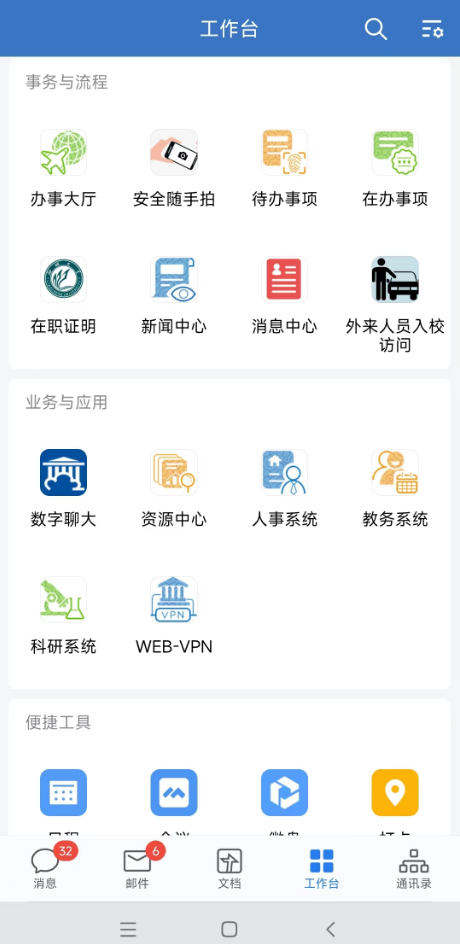 工作台
事务与流程
办事大厅 安全随手拍 待办事项 在办事项
在职证明 新闻中心 消息中心 外来人员入校
访问
业务与应用
数字聊大 资源中心 人事系统 教务系统
VPN
科研系统 WEB-VPN
便捷工具
32 6
消息 邮件 文档 工作台 通讯录